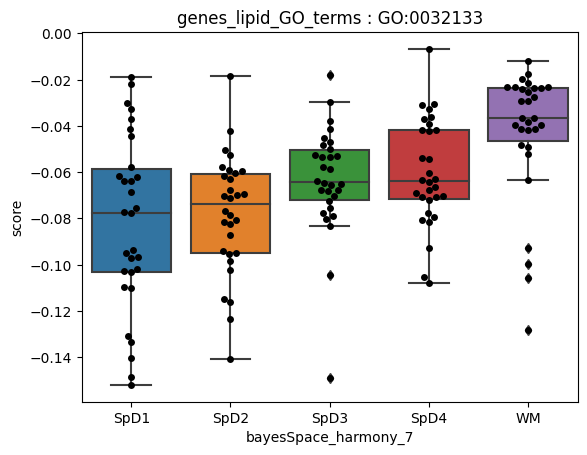 genes_lipid_GO_terms : GO:0032133
0.00
−0.02
−0.04
−0.06
−0.08
−0.10
−0.12
−0.14
score
SpD1 SpD2 SpD3 SpD4 WM
bayesSpace_harmony_7